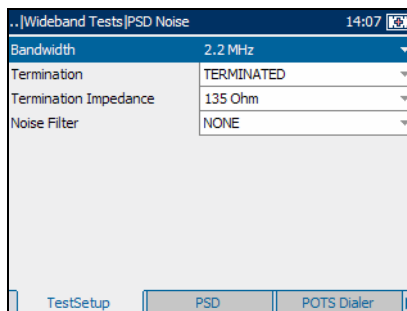 ..|Wideband Tests|PSD Noise 14:07
Bandwidth 2.2 MHz
Termination TERMINATED
Termination Impedance 135 Ohm
Noise Filter NONE
TestSetup PSD POTS Dialer